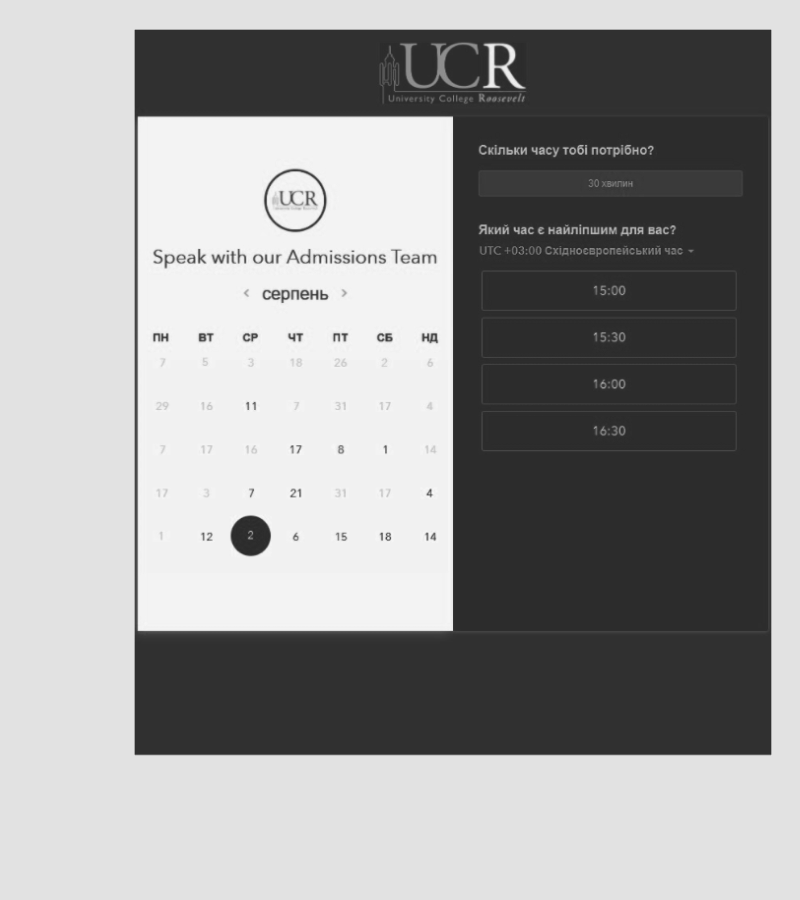 UCR
University College Roosevelt
UCR
Speak with our Admissions Team
< серпень >
ПН ВТ СР ЧТ ПТ СБ НД
7 5 3 18 26 2 6
29 16 11 7 31 17 4
7 17 16 17 8 1 14
17 3 7 21 31 17 4
1 12 2 6 15 18 14
Скільки часу тобі потрібно?
30 хвилин
Який час є найліпшим для вас?
UTC +03:00 Східноєвропейський час
15:00
15:30
16:00
16:30